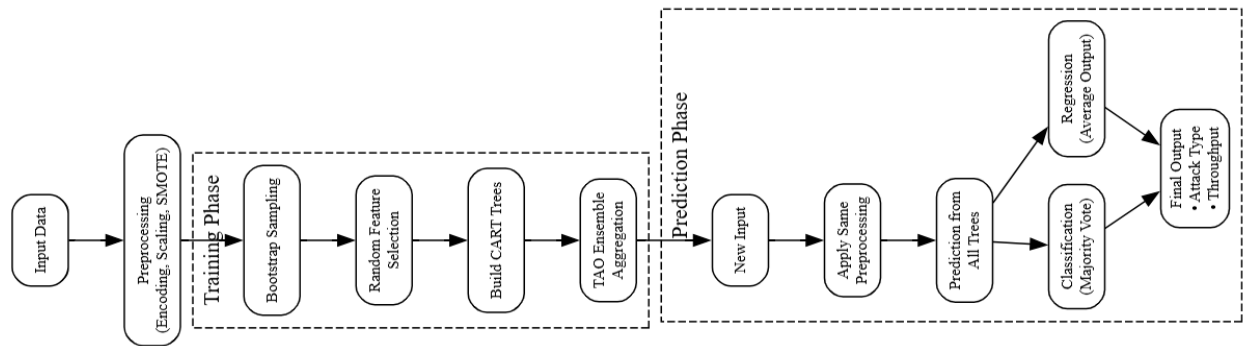 Input Data
Preprocessing
(Encoding, Scaling, SMOTE)
Training Phase
Bootstrap Sampling
Random Feature
Selection
Build CART Trees
TAO Ensemble
Aggregation
Prediction Phase
New Input
Apply Same
Preprocessing
Prediction from
All Trees
Classification
(Majority Vote)
Regression
(Average Output)
Final Output
• Attack Type
• Throughput